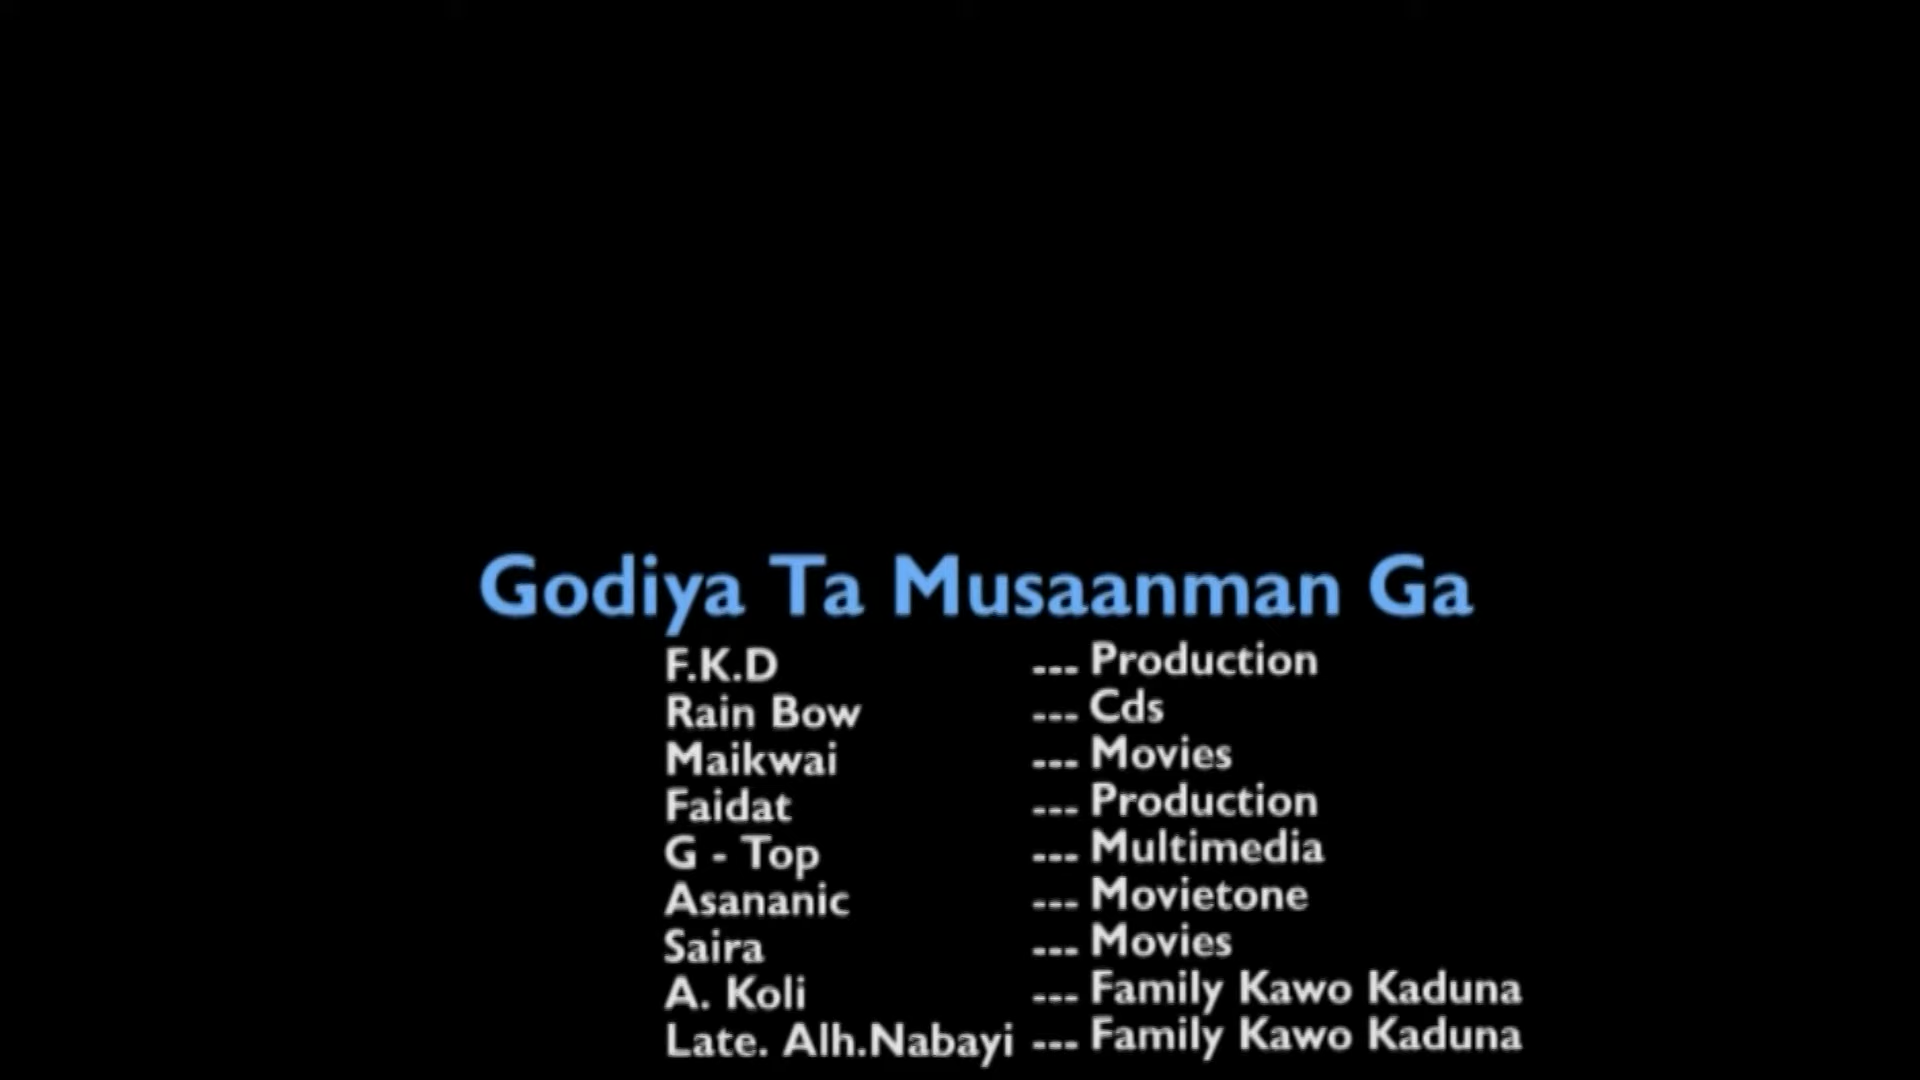 Godiya Ta Musaanman Ga
F.K.D --- Production
Rain Bow --- Cds
Maikwai --- Movies
Faidat --- Production
G - Top --- Multimedia
Asananic --- Movietone
Saira --- Movies
A. Koli --- Family Kawo Kaduna
Late. Alh.Nabayi --- Family Kawo Kaduna